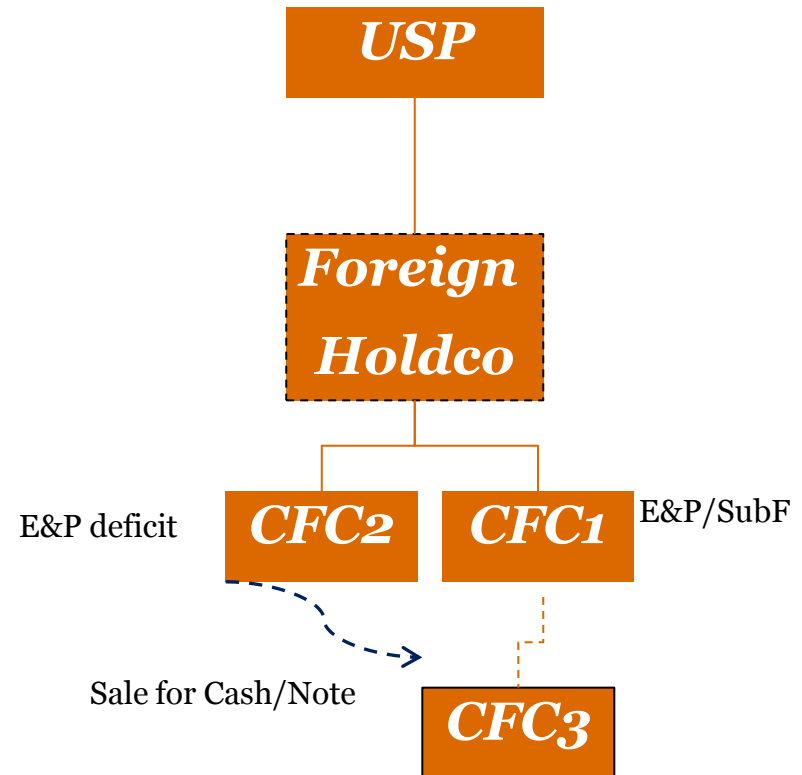 USP
Foreign
Holdco
E&P deficit
CFC2
CFC1
E&P/SubF
Sale for Cash/Note
CFC3